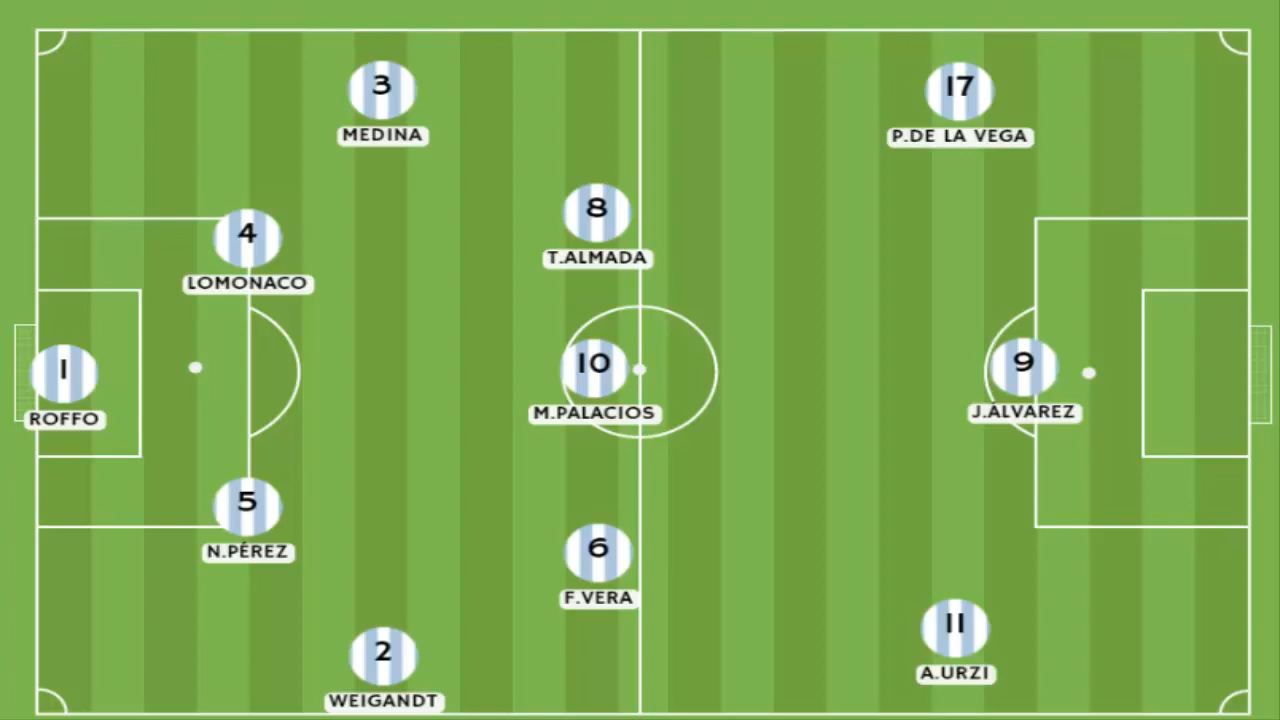 3
MEDINA
17
P.DE LA VEGA
8
T.ALMADA
4
LOMONACO
1
ROFFO
10
M.PALACIOS
9
J.ALVAREZ
5
N.PÉREZ
6
F.VERA
2
WEIGANDT
11
A.URZI